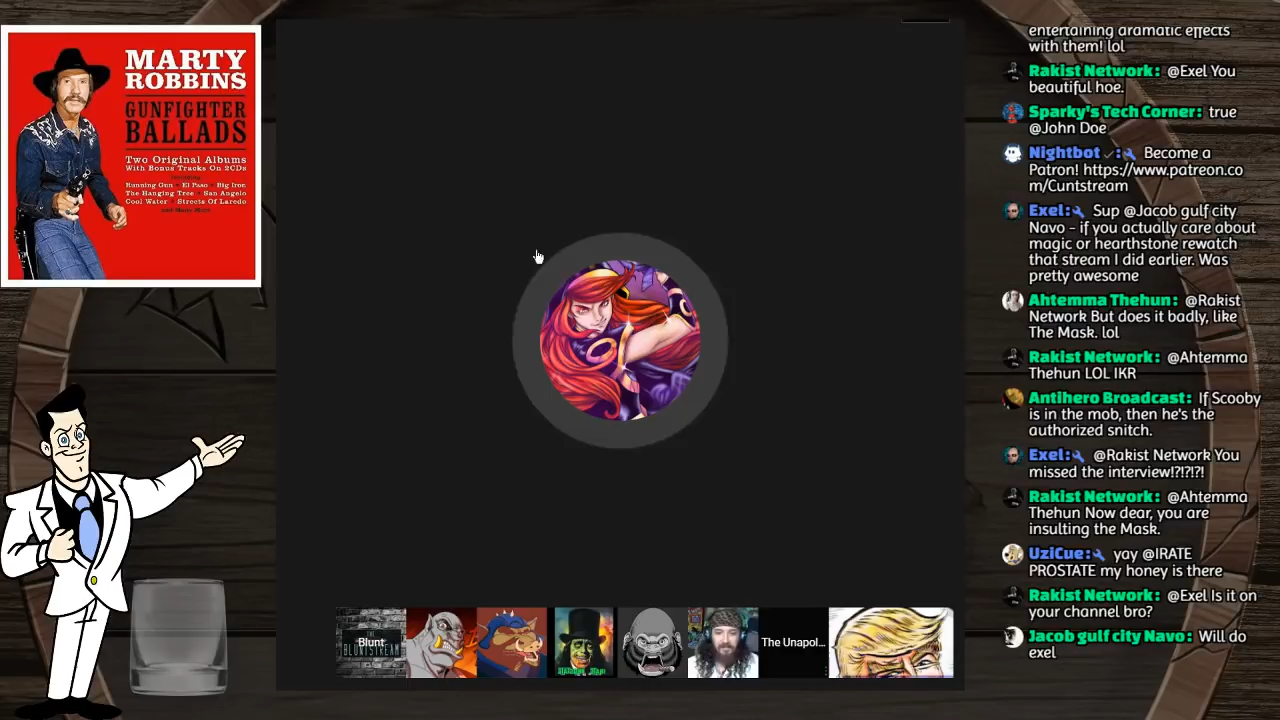 MARTY
ROBBINS
GUNFIGHTER
BALLADS
Two Original Albums
With Bonus Tracks On 2CDs
Running Gun • El Paso • Big Iron
The Hanging Tree • San Angelo
Cool Water • Streets Of Laredo
Blunt
The Unapol...
entertaining dramatic effects
with them! lol
Rakist Network: @Exel You
beautiful hoe.
Sparky's Tech Corner: true
@John Doe
Nightbot ✓: Become a
Patron! https://www.patreon.co
m/Cuntstream
Exel: Sup @Jacob gulf city
Navo - if you actually care about
magic or hearthstone rewatch
that stream I did earlier. Was
pretty awesome
Ahtemma Thehun: @Rakist
Network But does it badly, like
The Mask. lol
Rakist Network: @Ahtemma
Thehun LOL IKR
Antihero Broadcast: If Scooby
is in the mob, then he's the
authorized snitch.
Exel: @Rakist Network You
missed the interview!?!?!?!
Rakist Network: @Ahtemma
Thehun Now dear, you are
insulting the Mask.
UziCue: yay @IRATE
PROSTATE my honey is there
Rakist Network: @Exel Is it on
your channel bro?
Jacob gulf city Navo: Will do
exel